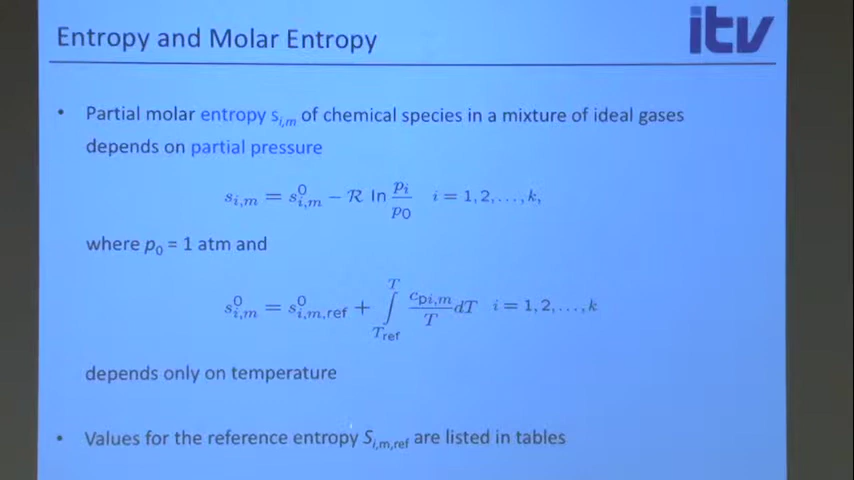 Entropy and Molar Entropy
itv
• Partial molar entropy s_{i,m} of chemical species in a mixture of ideal gases
depends on partial pressure
s_{i,m} = s^0_{i,m} − ℛ ln p_i/p_0   i = 1, 2, …, k,
where p_0 = 1 atm and
s^0_{i,m} = s^0_{i,m,ref} + ∫_{T_ref}^{T} c_{pi,m}/T dT   i = 1, 2, …, k
depends only on temperature
• Values for the reference entropy S_{i,m,ref} are listed in tables